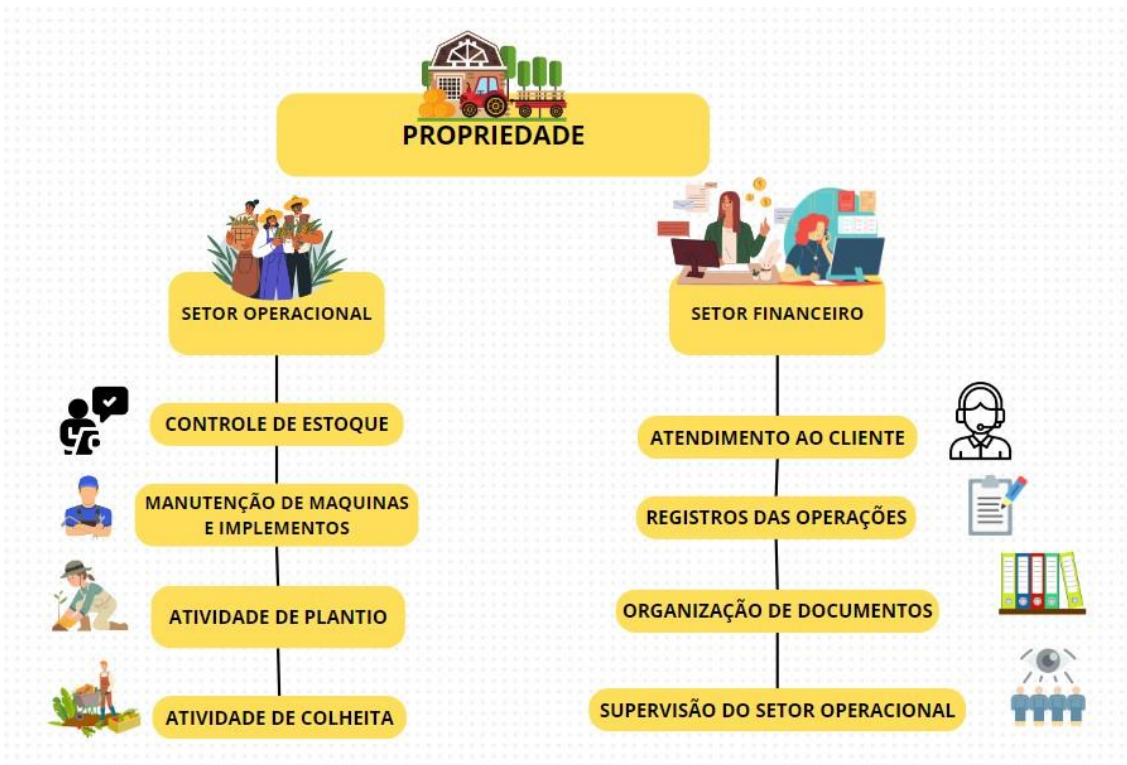 PROPRIEDADE
SETOR OPERACIONAL
CONTROLE DE ESTOQUE
MANUTENÇÃO DE MAQUINAS
E IMPLEMENTOS
ATIVIDADE DE PLANTIO
ATIVIDADE DE COLHEITA
SETOR FINANCEIRO
ATENDIMENTO AO CLIENTE
REGISTROS DAS OPERAÇÕES
ORGANIZAÇÃO DE DOCUMENTOS
SUPERVISÃO DO SETOR OPERACIONAL